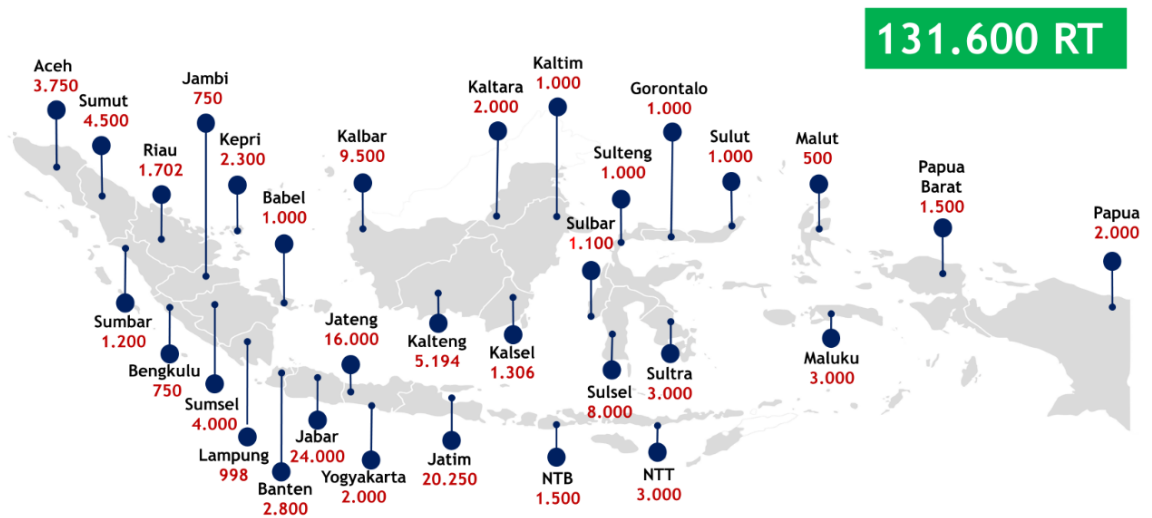 131.600 RT
Aceh
3.750
Sumut
4.500
Riau
1.702
Jambi
750
Kepri
2.300
Babel
1.000
Kalbar
9.500
Kaltara
2.000
Kaltim
1.000
Sulteng
1.000
Gorontalo
1.000
Sulut
1.000
Malut
500
Papua
Barat
1.500
Papua
2.000
Sulbar
1.100
Sumbar
1.200
Bengkulu
750
Sumsel
4.000
Lampung
998
Banten
2.800
Jabar
24.000
Jateng
16.000
Yogyakarta
2.000
Jatim
20.250
Kalteng
5.194
Kalsel
1.306
Sulsel
8.000
Sultra
3.000
Maluku
3.000
NTB
1.500
NTT
3.000